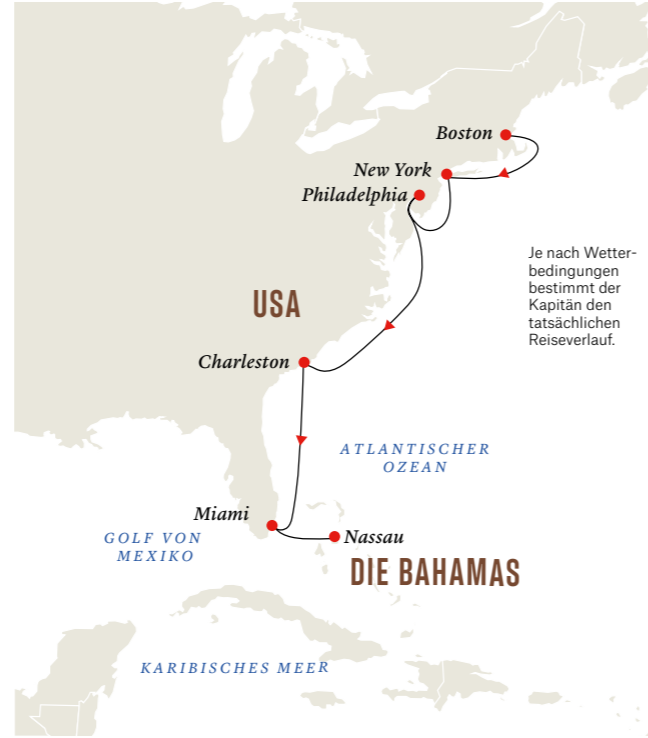 Boston
New York
Philadelphia
Je nach Wetter-
bedingungen
bestimmt der
Kapitän den
tatsächlichen
Reiseverlauf.
USA
Charleston
ATLANTISCHER
OZEAN
Miami
GOLF VON
MEXIKO
Nassau
DIE BAHAMAS
KARIBISCHES MEER